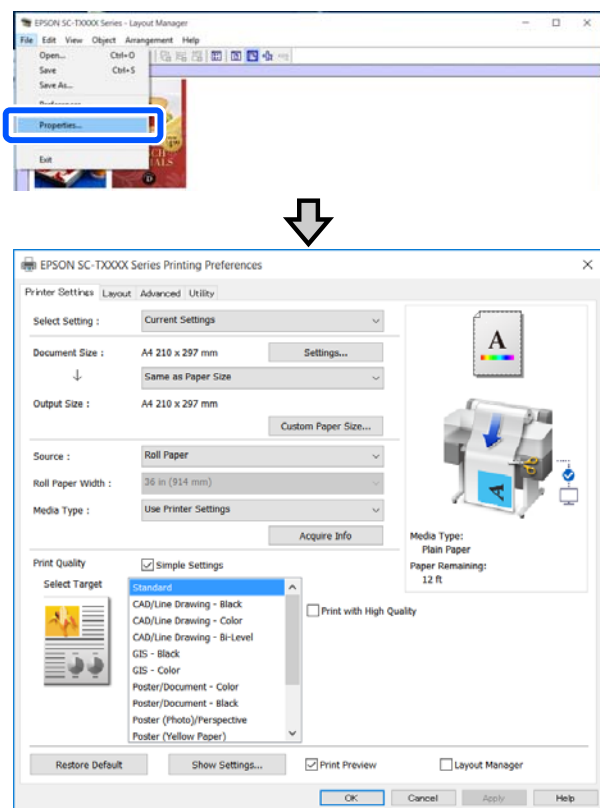 EPSON SC-TXXXX Series - Layout Manager
File Edit View Object Arrangement Help
Open... Ctrl+O
Save Ctrl+S
Save As...
Preferences...
Properties...
Exit
EPSON SC-TXXXX Series Printing Preferences
Printer Settings Layout Advanced Utility
Select Setting : Current Settings
Document Size : A4 210 x 297 mm Settings...
Same as Paper Size
Output Size : A4 210 x 297 mm
Custom Paper Size...
Source : Roll Paper
Roll Paper Width : 36 in (914 mm)
Media Type : Use Printer Settings
Acquire Info
A
A
Media Type:
Plain Paper
Paper Remaining:
12 ft
Print Quality Simple Settings
Select Target
Standard
CAD/Line Drawing - Black
CAD/Line Drawing - Color
CAD/Line Drawing - Bi-Level
GIS - Black
GIS - Color
Poster/Document - Color
Poster/Document - Black
Poster (Photo)/Perspective
Poster (Yellow Paper)
Print with High Quality
Restore Default Show Settings... Print Preview Layout Manager
OK Cancel Apply Help